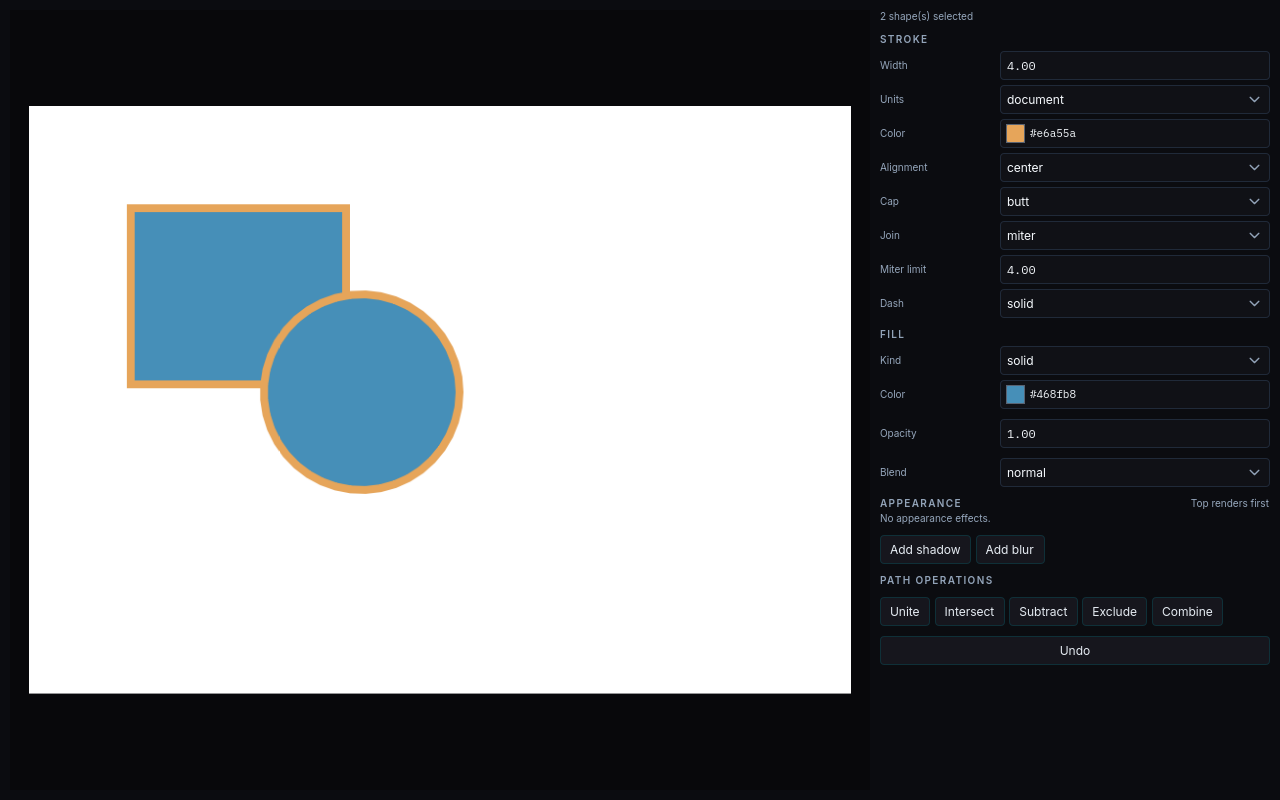 2 shape(s) selected
STROKE
Width 4.00
Units document
Color #e6a55a
Alignment center
Cap butt
Join miter
Miter limit 4.00
Dash solid
FILL
Kind solid
Color #468fb8
Opacity 1.00
Blend normal
APPEARANCE Top renders first
No appearance effects.
Add shadow Add blur
PATH OPERATIONS
Unite Intersect Subtract Exclude Combine
Undo